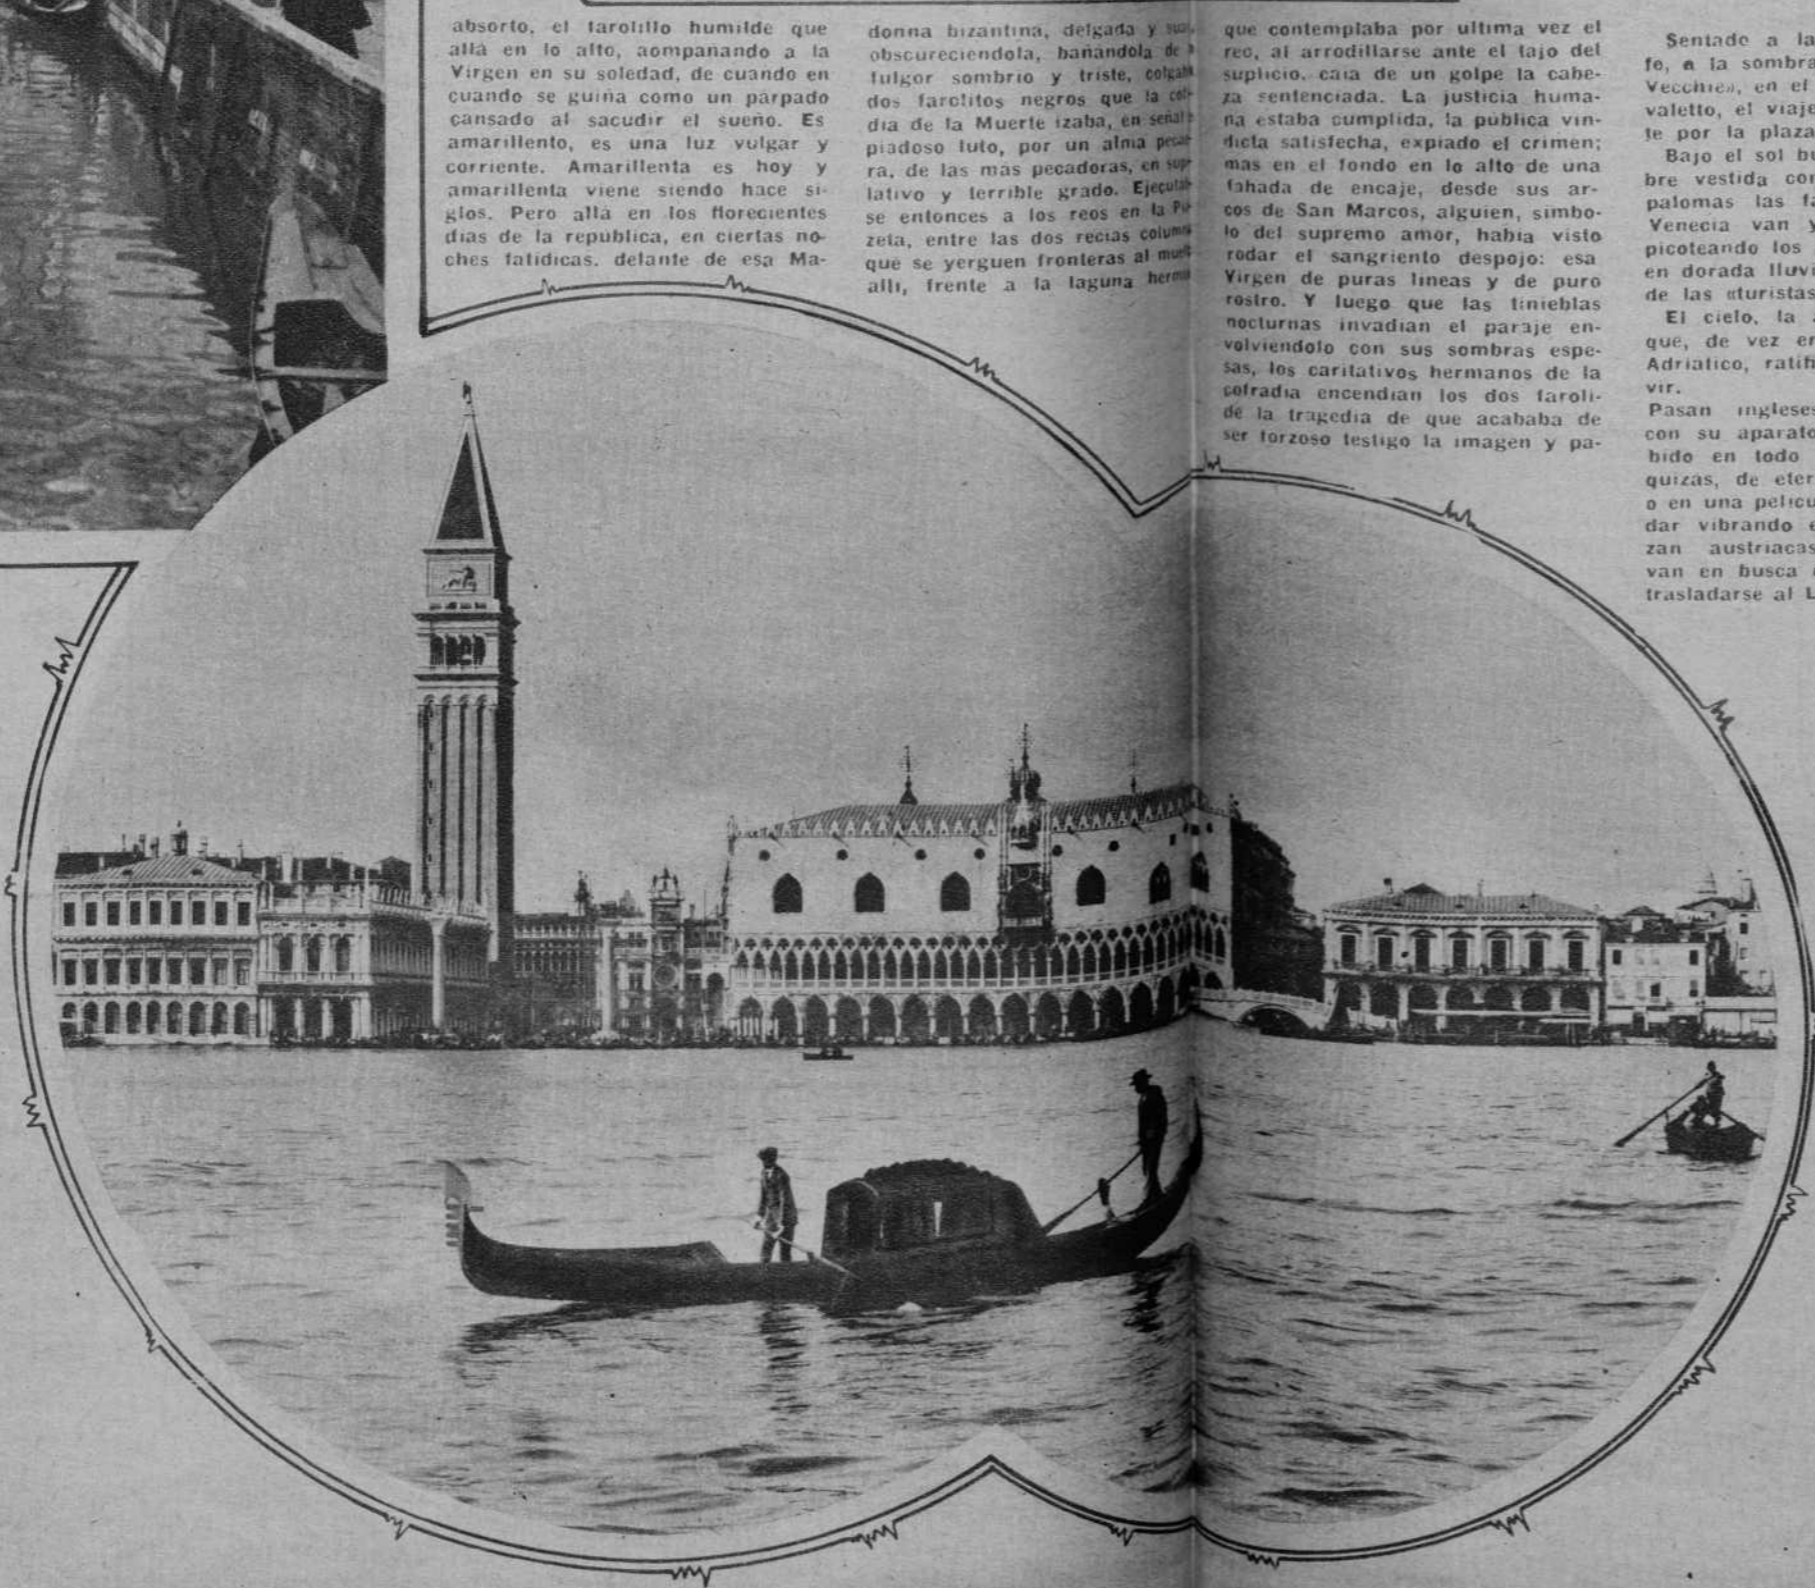 absorto, el farolillo humilde que
allá en lo alto, aompañando a la
Virgen en su soledad, de cuando en
cuando se guiña como un párpado
cansado al sacudir el sueño. Es
amarillento, es una luz vulgar y
corriente. Amarillenta es hoy y
amarillenta viene siendo hace si-
glos. Pero allá en los florecientes
días de la república, en ciertas no-
ches fatídicas. delante de esa Ma-
donna bizantina, delgada y
obscureciendola, bañándola de
fulgor sombrío y triste,
dos farolitos negros que la
día de la Muerte izaba, en señal
piadoso luto, por un alma
ra, de las más pecadoras, en
lativo y terrible grado.
se entonces a los reos en la
zeta, entre las dos recias
que se yerguen fronteras al
allí, frente a la laguna
que contemplaba por ultima vez el
reo, al arrodillarse ante el tajo del
suplicio. caia de un golpe la cabe-
za sentenciada. La justicia huma-
na estaba cumplida, la pública vin-
dicta satisfecha, expiado el crimen;
mas en el fondo en lo alto de una
fahada de encaje, desde sus ar-
cos de San Marcos, alguien, símbo-
lo del supremo amor, había visto
rodar el sangriento despojo: esa
Virgen de puras líneas y de puro
rostro. Y luego que las tinieblas
nocturnas invadían el paraje en-
volviendolo con sus sombras espe-
sas, los caritativos hermanos de la
cofradía encendían los dos faroli-
de la tragedia de que acababa de
ser forzoso testigo la imagen y pa-
Sentado a la
fe, a la sombra
Vecchie», en el
valetto, el viaje
te por la plaza
Bajo el sol
bre vestida
palomas las
Venecia van y
picoteando los
en dorada
de las «turistas
El cielo, la
que, de vez
Adriatico,
vir.
Pasan ingleses
con su aparato
bido en todo
quizas, de
o en una
dar vibrando
zan austriacas
van en busca
trasladarse al